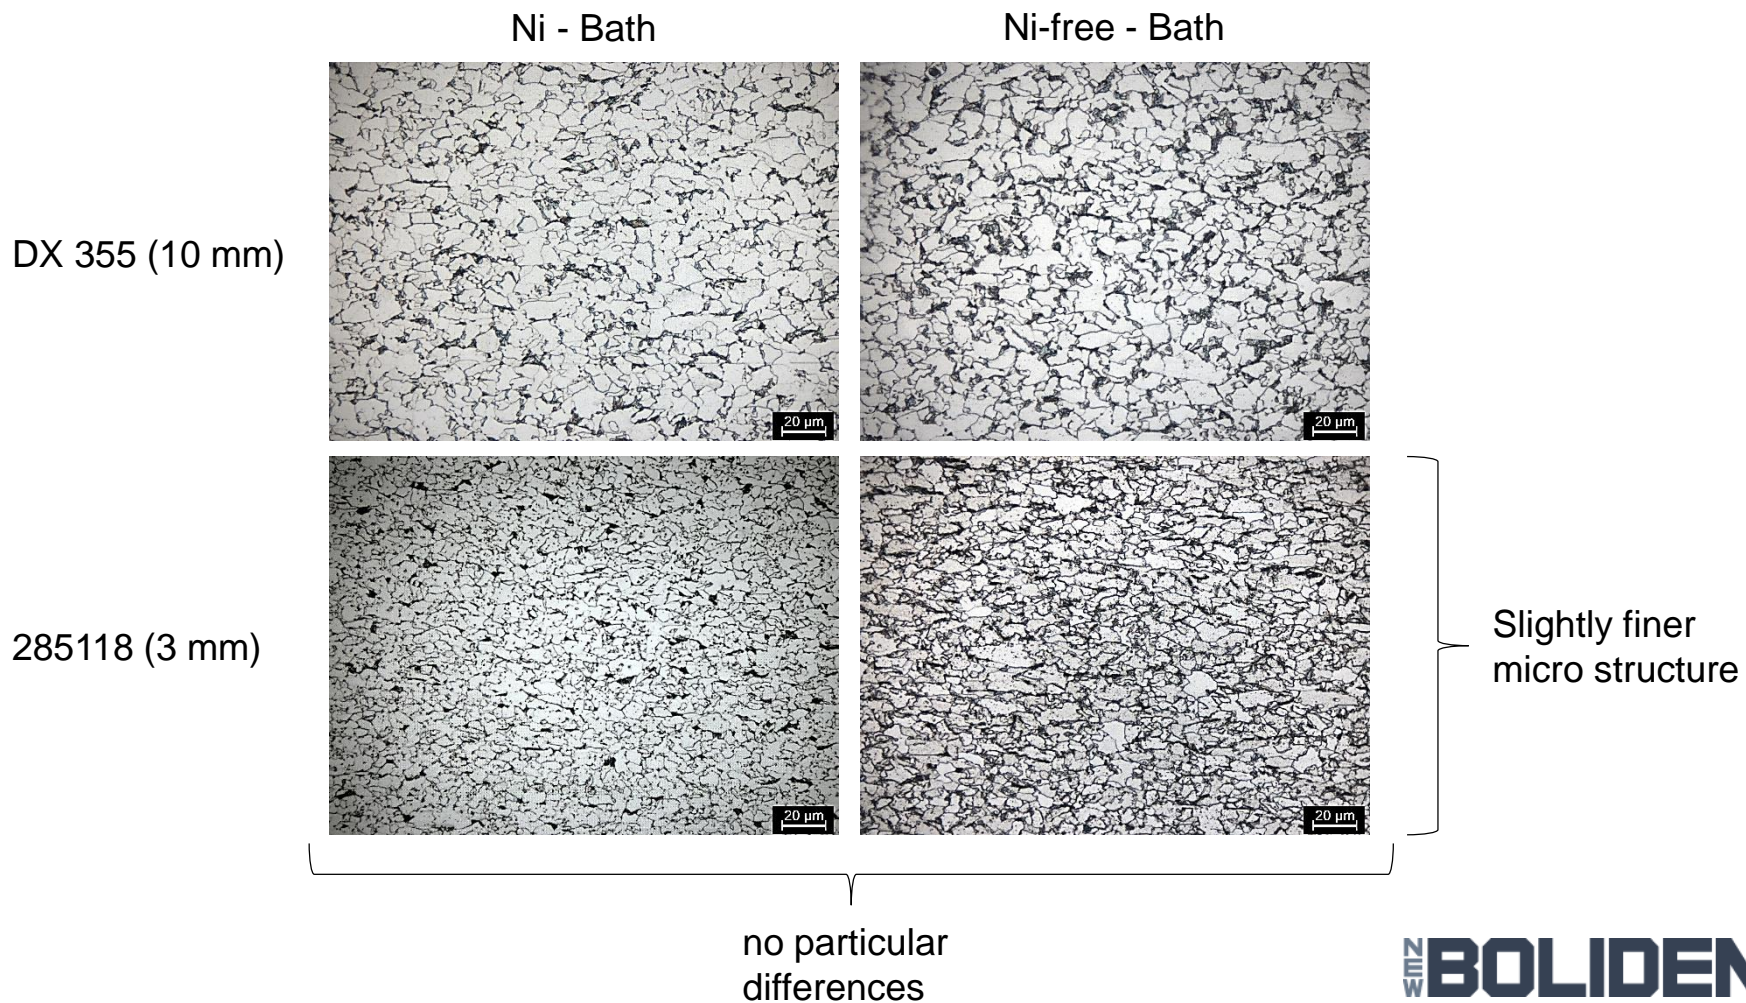 Ni - Bath
Ni-free - Bath
DX 355 (10 mm)
20 µm
20 µm
285118 (3 mm)
20 µm
20 µm
Slightly finer
micro structure
no particular
differences
NEW BOLIDEN